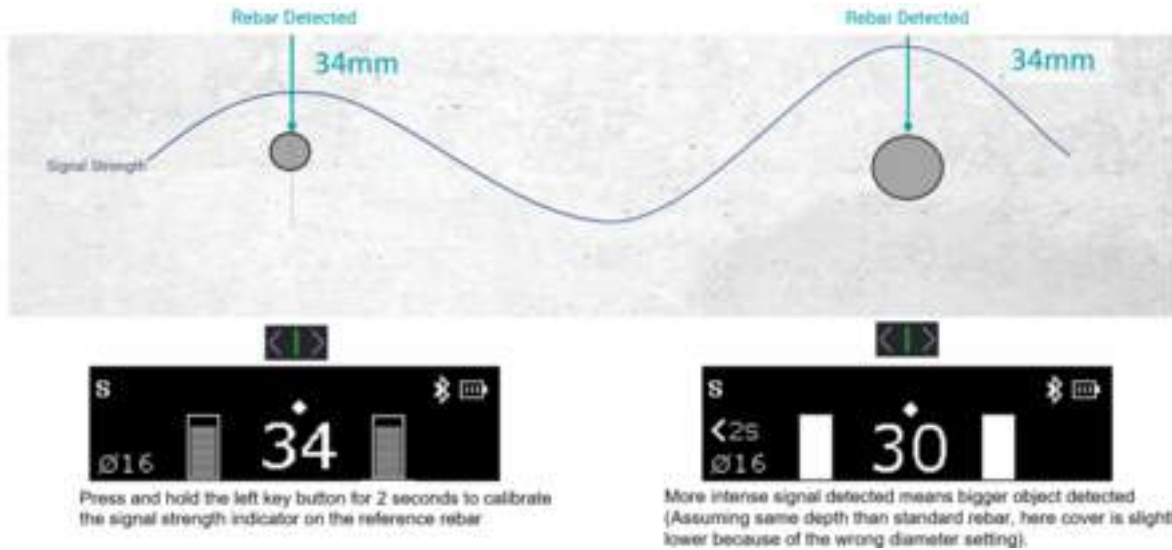 Rebar Detected
Rebar Detected
34mm
34mm
Signal Strength
S
34
Ø16
S
<2s
30
Ø16
Press and hold the left key button for 2 seconds to calibrate
the signal strength indicator on the reference rebar
More intense signal detected means bigger object detected
(Assuming same depth than standard rebar, here cover is slight
lower because of the wrong diameter setting).